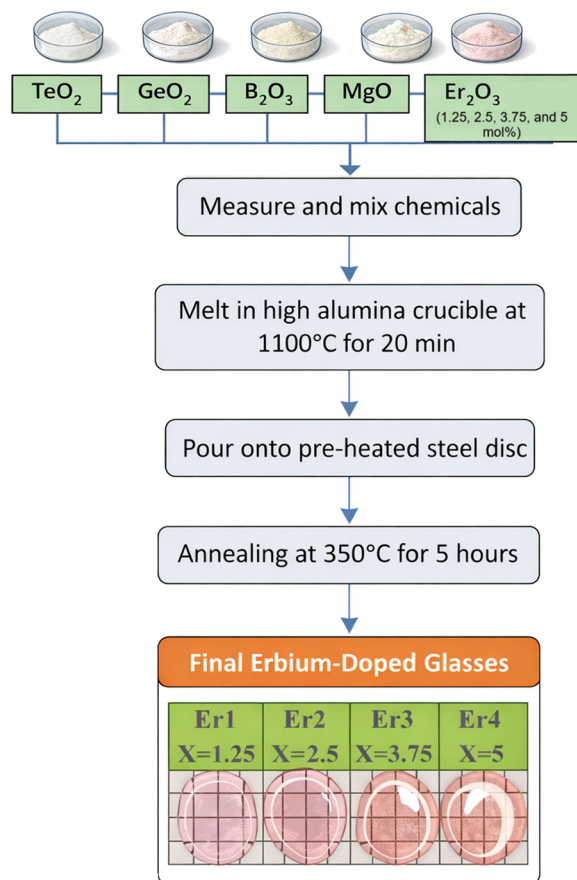 TeO₂ GeO₂ B₂O₃ MgO Er₂O₃
(1.25, 2.5, 3.75, and 5
mol%)
Measure and mix chemicals
Melt in high alumina crucible at
1100°C for 20 min
Pour onto pre-heated steel disc
Annealing at 350°C for 5 hours
Final Erbium-Doped Glasses
Er1 Er2 Er3 Er4
X=1.25 X=2.5 X=3.75 X=5